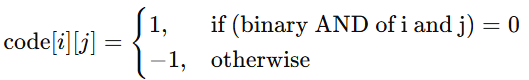 code[i][j] = { 1, if (binary AND of i and j) = 0
−1, otherwise